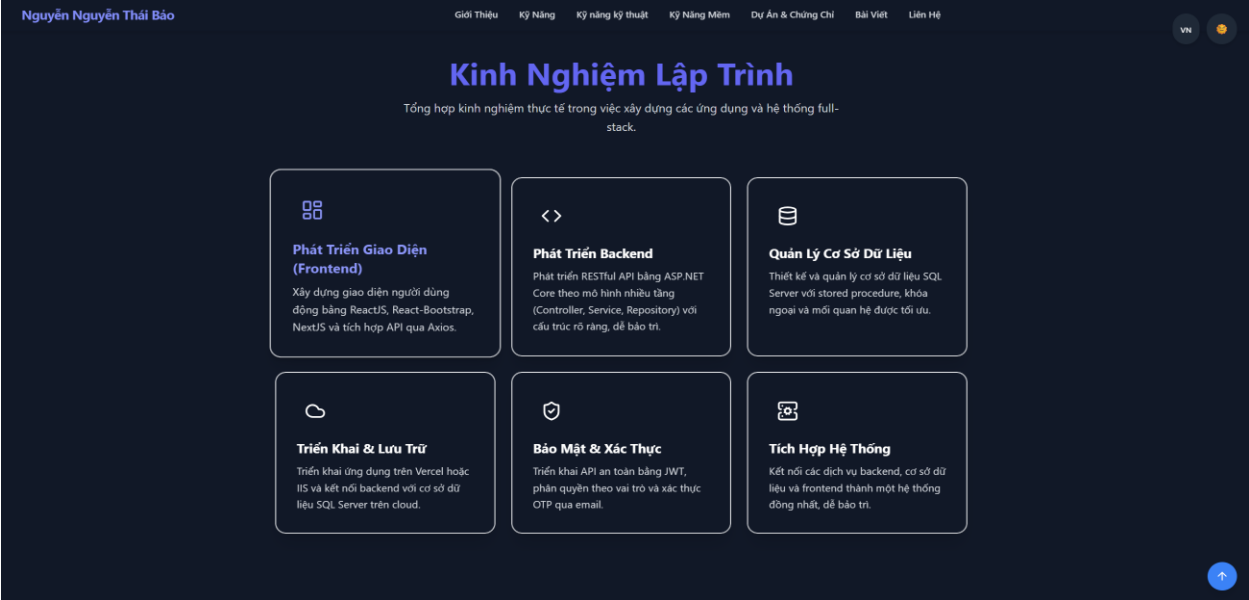 Nguyễn Nguyễn Thái Bảo
Giới Thiệu
Kỹ Năng
Kỹ năng kỹ thuật
Kỹ Năng Mềm
Dự Án & Chứng Chỉ
Bài Viết
Liên Hệ
VN
Kinh Nghiệm Lập Trình
Tổng hợp kinh nghiệm thực tế trong việc xây dựng các ứng dụng và hệ thống full-
stack.
Phát Triển Giao Diện
(Frontend)
Xây dựng giao diện người dùng
động bằng ReactJS, React-Bootstrap,
NextJS và tích hợp API qua Axios.
Phát Triển Backend
Phát triển RESTful API bằng ASP.NET
Core theo mô hình nhiều tầng
(Controller, Service, Repository) với
cấu trúc rõ ràng, dễ bảo trì.
Quản Lý Cơ Sở Dữ Liệu
Thiết kế và quản lý cơ sở dữ liệu SQL
Server với stored procedure, khóa
ngoại và mối quan hệ được tối ưu.
Triển Khai & Lưu Trữ
Triển khai ứng dụng trên Vercel hoặc
IIS và kết nối backend với cơ sở dữ
liệu SQL Server trên cloud.
Bảo Mật & Xác Thực
Triển khai API an toàn bằng JWT,
phân quyền theo vai trò và xác thực
OTP qua email.
Tích Hợp Hệ Thống
Kết nối các dịch vụ backend, cơ sở dữ
liệu và frontend thành một hệ thống
đồng nhất, dễ bảo trì.